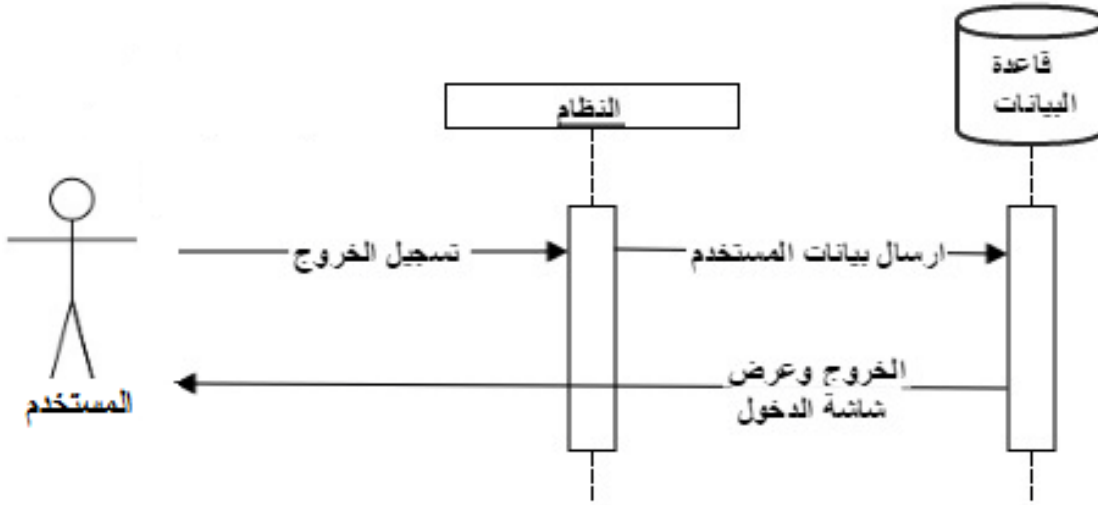 قاعدة
البيانات
النظام
تسجيل الخروج
ارسال بيانات المستخدم
الخروج وعرض
شاشة الدخول
المستخدم